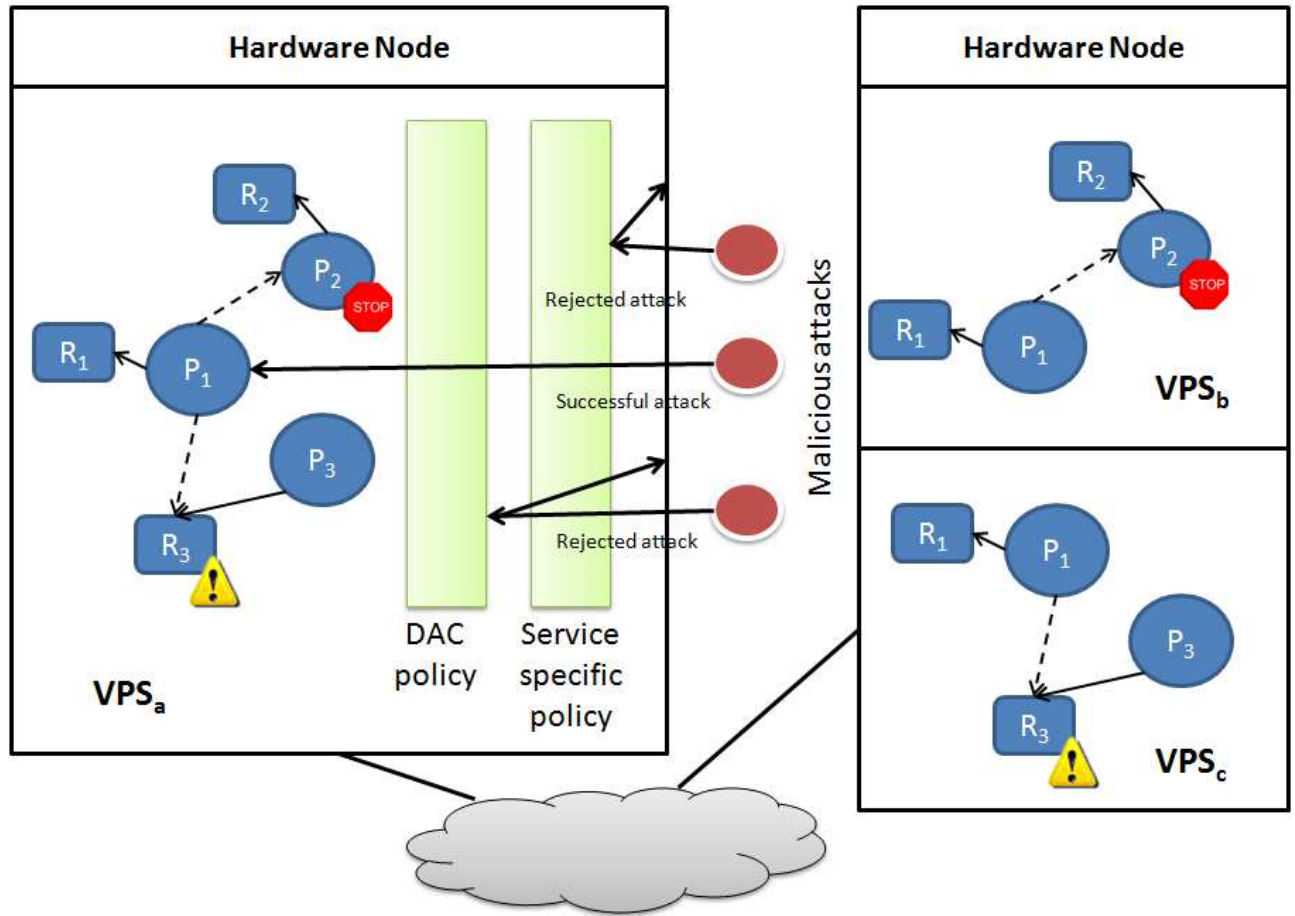 Hardware Node
R₂
P₂
STOP
R₁
P₁
P₃
R₃
VPSₐ
DAC
policy
Service
specific
policy
Rejected attack
Successful attack
Rejected attack
Malicious attacks
Hardware Node
R₂
P₂
STOP
R₁
P₁
VPSb
R₁
P₁
P₃
R₃
VPSc